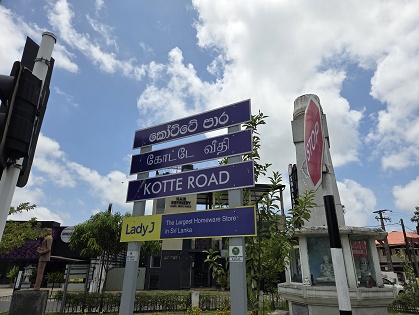 කෝට්ටේ පාර
கோட்டே வீதி
KOTTE ROAD
LadyJ
The Largest Homeware Store
in Sri Lanka
STOP